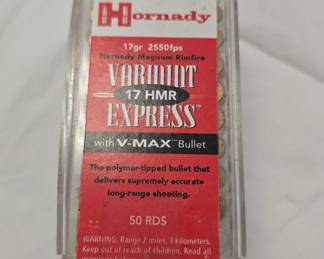 Hornady
17gr 2550fps
Hornady Magnum Rimfire
VARMINT
17 HMR
EXPRESS™
with V-MAX™ Bullet
The polymer-tipped bullet that
delivers supremely accurate
long-range shooting.
50 RDS
WARNING: Range 2 miles, 3 kilometers.
Keep out of reach of children. Read all